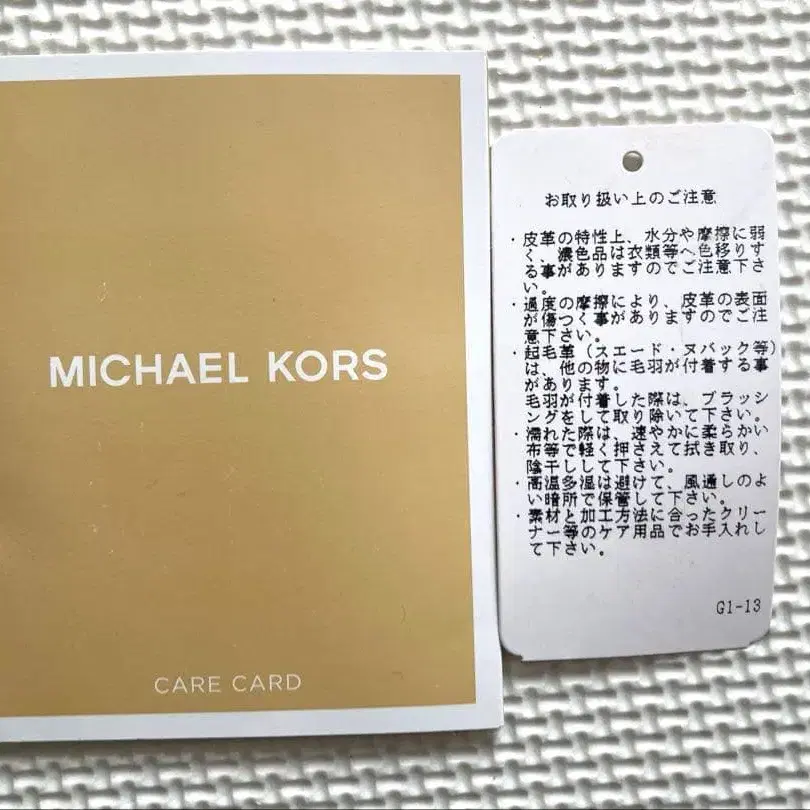 MICHAEL KORS
CARE CARD
お取り扱い上のご注意
・皮革の特性上、水分や摩擦に弱
く、濃色品は衣類等へ色移りす
る事がありますのでご注意下さ
い。
・過度の摩擦により、皮革の表面
が傷つく事がありますのでご注
意下さい。
・起毛革（スエード・ヌバック等）
は、他の物に毛羽が付着する事
があります。
毛羽が付着した際は、ブラッシ
ングをして取り除いて下さい。
・濡れた際は、速やかに柔らかい
布等で軽く押さえて拭き取り、
陰干しして下さい。
・高温多湿は避けて、風通しのよ
い暗所で保管して下さい。
・素材と加工方法に合ったクリー
ナー等のケア用品でお手入れし
て下さい。
G1-13